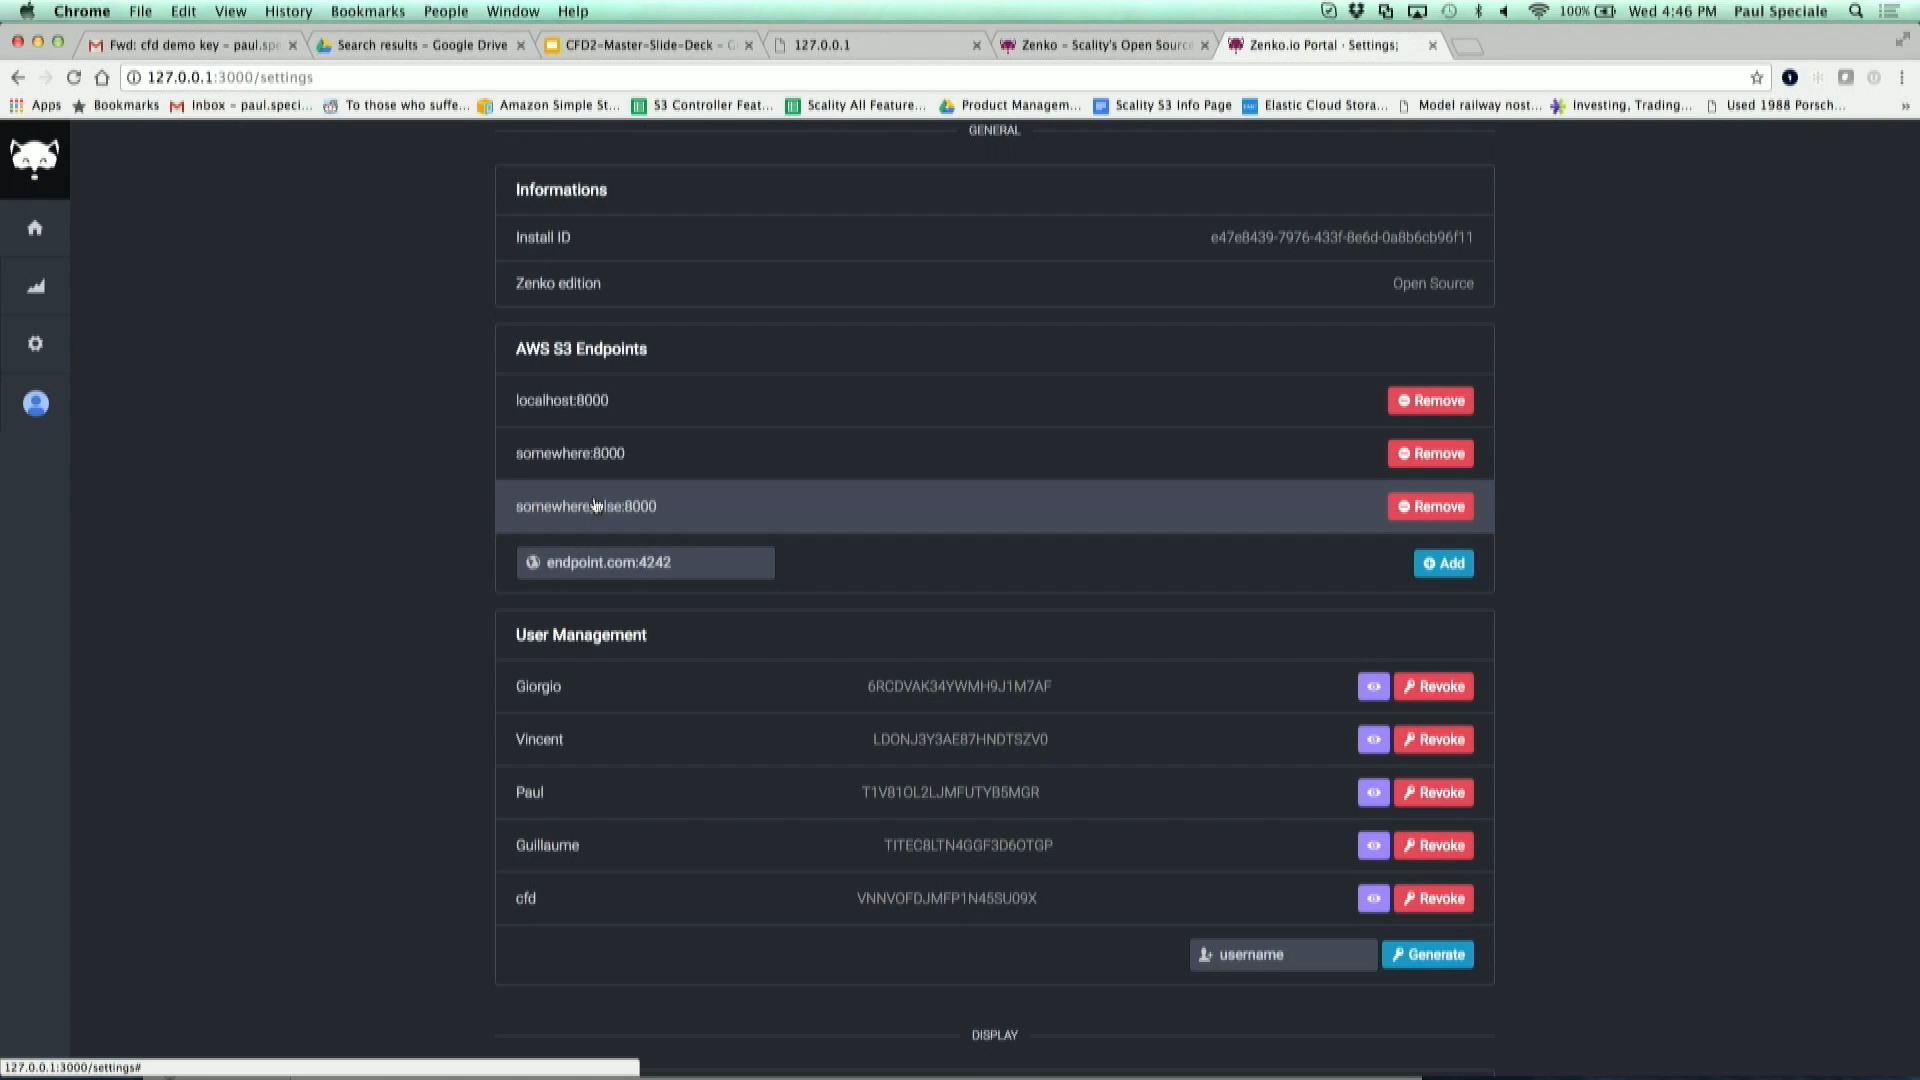 Chrome File Edit View History Bookmarks People Window Help 100% Wed 4:46 PM Paul Speciale
Fwd: cfd demo key = paul.spe Search results = Google Drive CFD2=Master=Slide=Deck = G 127.0.0.1 Zenko = Scality's Open Source Zenko.io Portal · Settings;
127.0.0.1:3000/settings
Apps Bookmarks Inbox = paul.speci... To those who suffe... Amazon Simple St... S3 Controller Feat... Scality All Feature... Product Managem... Scality S3 Info Page Elastic Cloud Stora... Model railway nost... Investing, Trading... Used 1988 Porsch... »
GENERAL
Informations
Install ID e47e8439-7976-433f-8e6d-0a8b6cb96f11
Zenko edition Open Source
AWS S3 Endpoints
localhost:8000 Remove
somewhere:8000 Remove
:8000 Remove
endpoint.com:4242 Add
User Management
Giorgio 6RCDVAK34YWMH9J1M7AF Revoke
Vincent LDONJ3Y3AE87HNDTSZV0 Revoke
Paul T1V81OL2LJMFUTYB5MGR Revoke
Guillaume TITEC8LTN4GGF3D6OTGP Revoke
cfd VNNVOFDJMFP1N45SU09X Revoke
username Generate
DISPLAY
127.0.0.1:3000/settings#